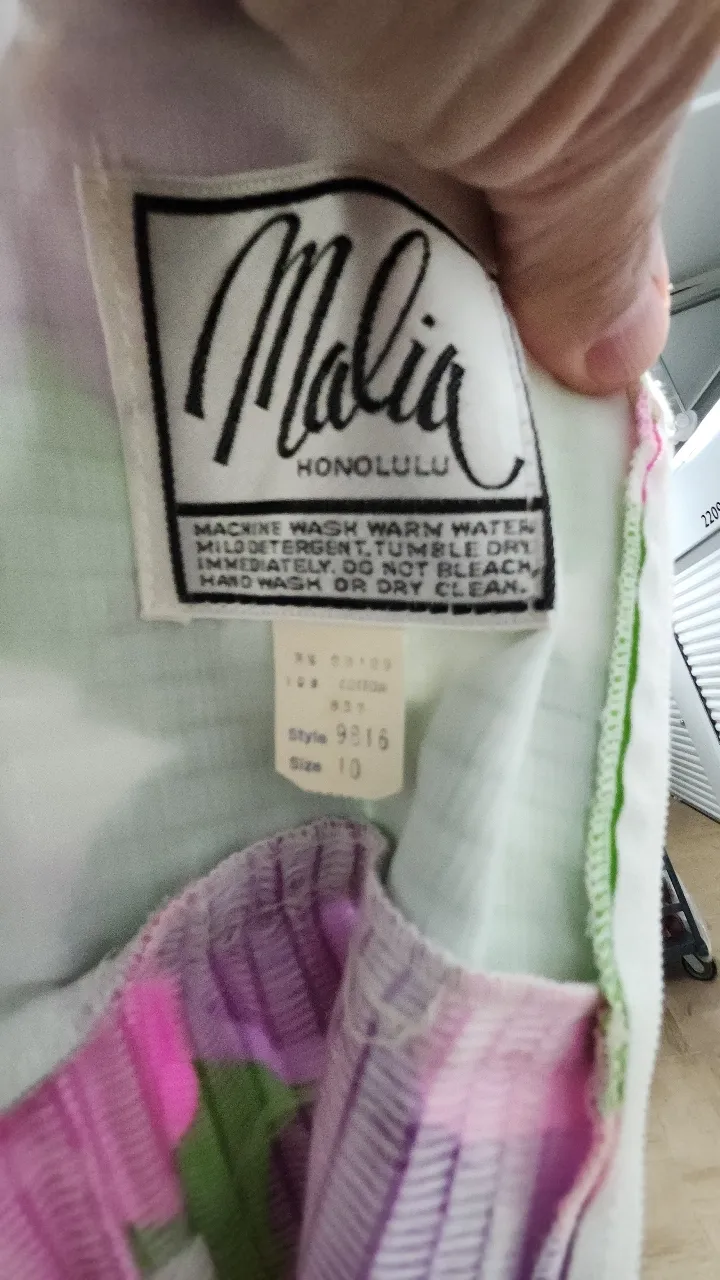 Malia
HONOLULU
MACHINE WASH WARM WATER,
MILD DETERGENT, TUMBLE DRY
IMMEDIATELY. DO NOT BLEACH,
HAND WASH OR DRY CLEAN.
COTTON
Style 9816
Size 10
2209